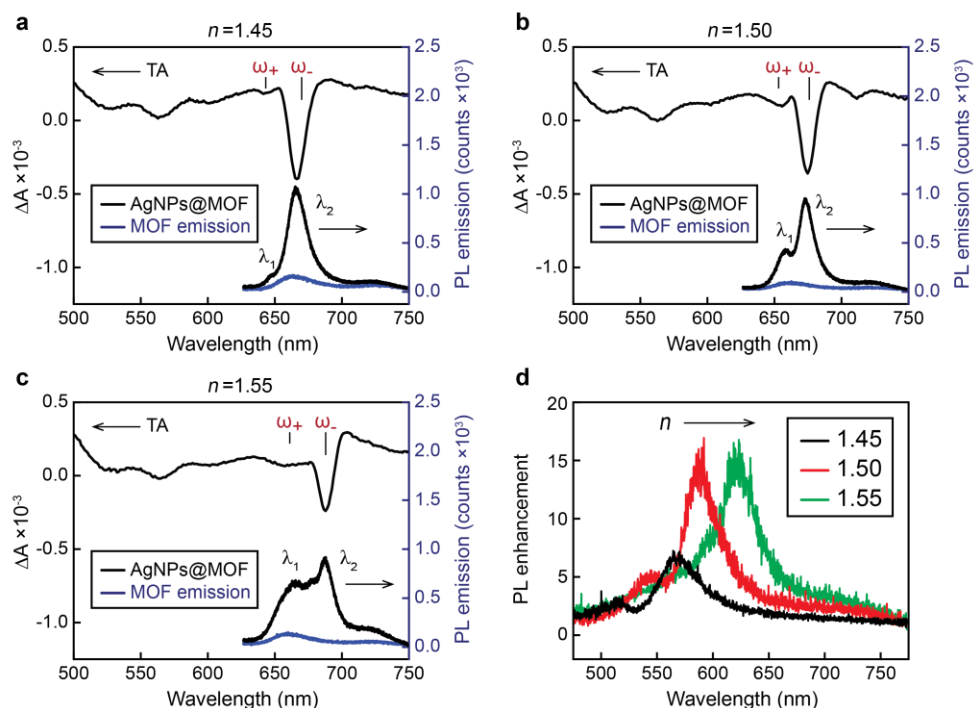 a
n=1.45
0.5
0.0
-0.5
-1.0
ΔA ×10⁻³
TA
ω₊
ω₋
AgNPs@MOF
MOF emission
λ₁
λ₂
2.5
2.0
1.5
1.0
0.5
0.0
PL emission (counts ×10³)
500 550 600 650 700 750
Wavelength (nm)
b
n=1.50
0.5
0.0
-0.5
-1.0
ΔA ×10⁻³
TA
ω₊
ω₋
AgNPs@MOF
MOF emission
λ₁
λ₂
2.5
2.0
1.5
1.0
0.5
0.0
PL emission (counts ×10³)
500 550 600 650 700 750
Wavelength (nm)
c
n=1.55
0.5
0.0
-0.5
-1.0
ΔA ×10⁻³
TA
ω₊
ω₋
AgNPs@MOF
MOF emission
λ₁
λ₂
2.5
2.0
1.5
1.0
0.5
0.0
PL emission (counts ×10³)
500 550 600 650 700 750
Wavelength (nm)
d
20
15
10
5
0
PL enhancement
n
1.45
1.50
1.55
500 550 600 650 700 750
Wavelength (nm)